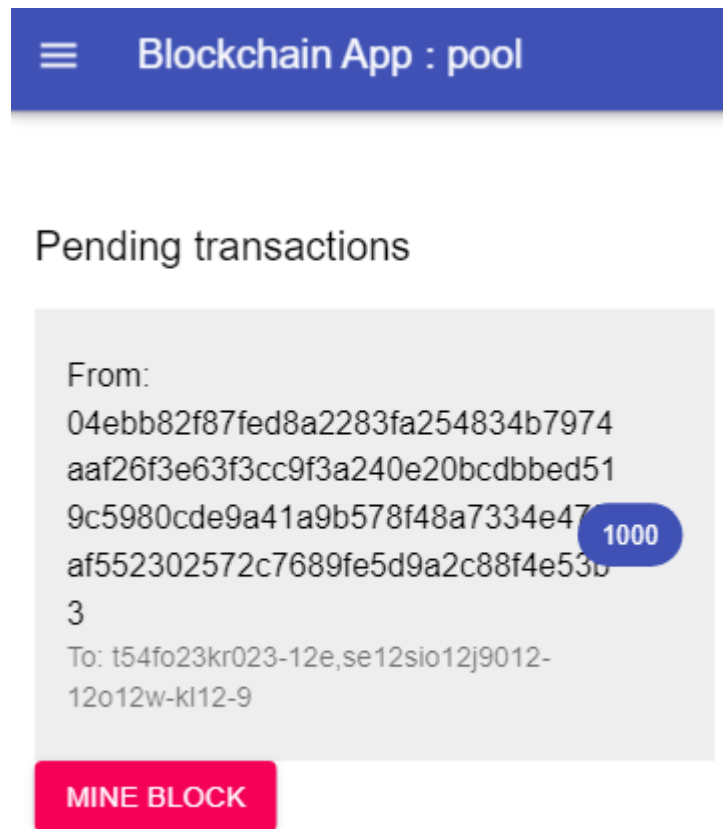 Blockchain App : pool
Pending transactions
From:
04ebb82f87fed8a2283fa254834b7974
aaf26f3e63f3cc9f3a240e20bcdbbed51
9c5980cde9a41a9b578f48a7334e47
1000
af552302572c7689fe5d9a2c88f4e53b
3
To: t54fo23kr023-12e,se12sio12j9012-
12o12w-kl12-9
MINE BLOCK